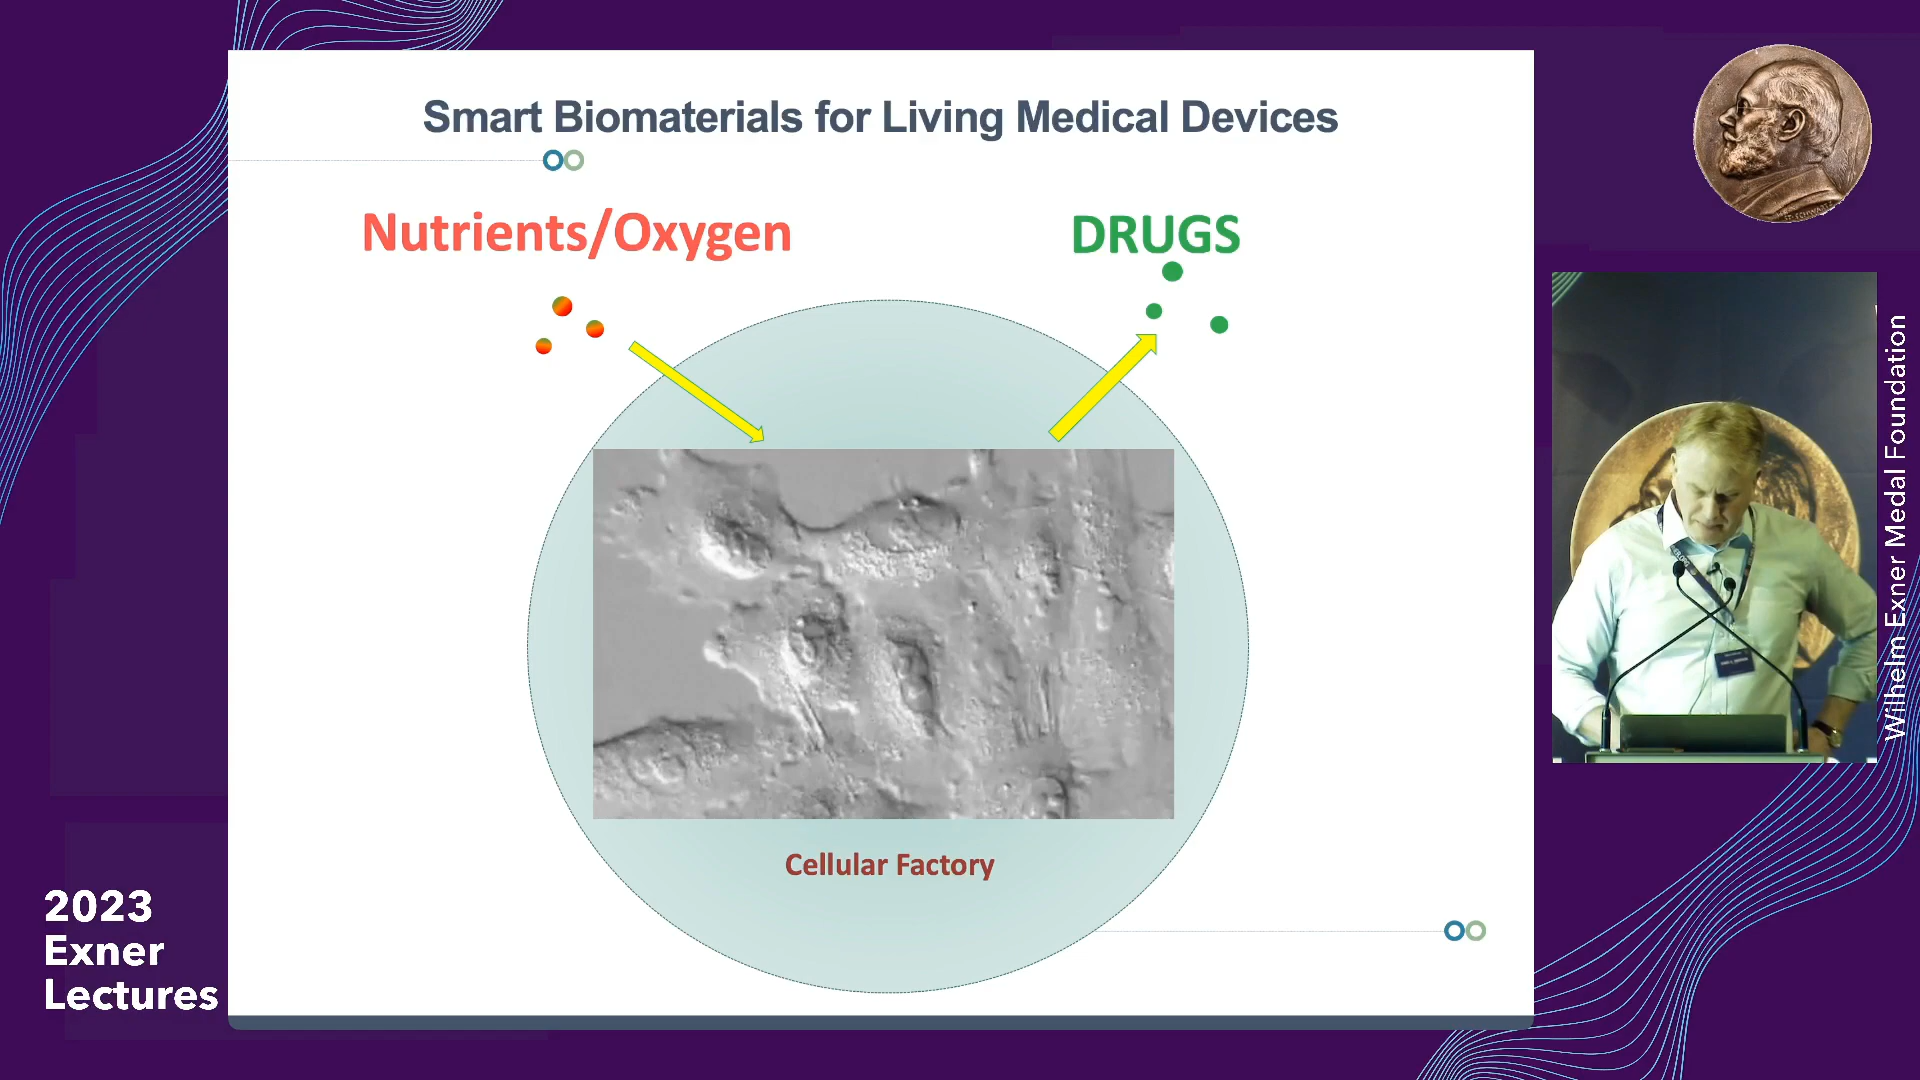 Smart Biomaterials for Living Medical Devices
Nutrients/Oxygen
DRUGS
Cellular Factory
2023
Exner
Lectures
Wilhelm Exner Medal Foundation